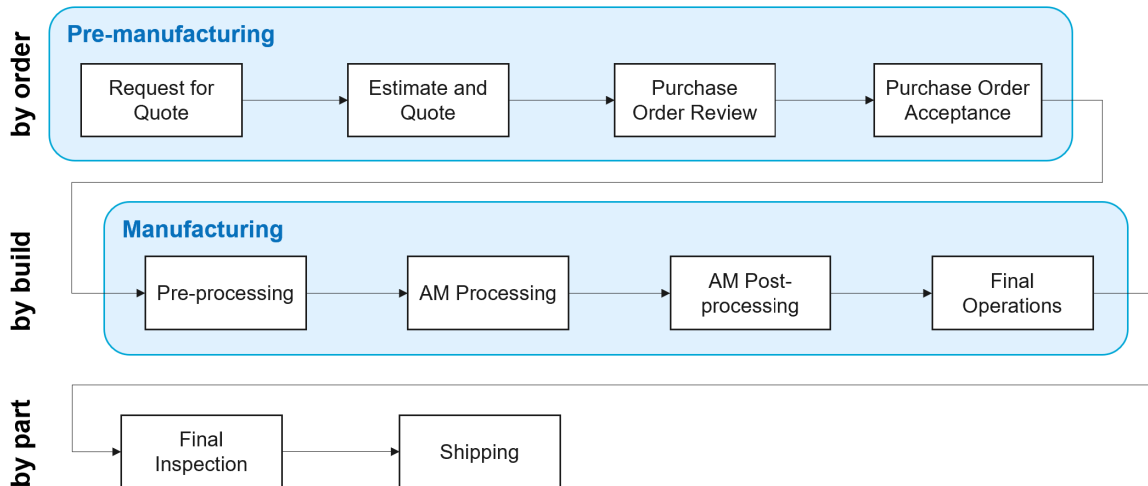 by order
Pre-manufacturing
Request for
Quote
Estimate and
Quote
Purchase
Order Review
Purchase Order
Acceptance
by build
Manufacturing
Pre-processing
AM Processing
AM Post-
processing
Final
Operations
by part
Final
Inspection
Shipping